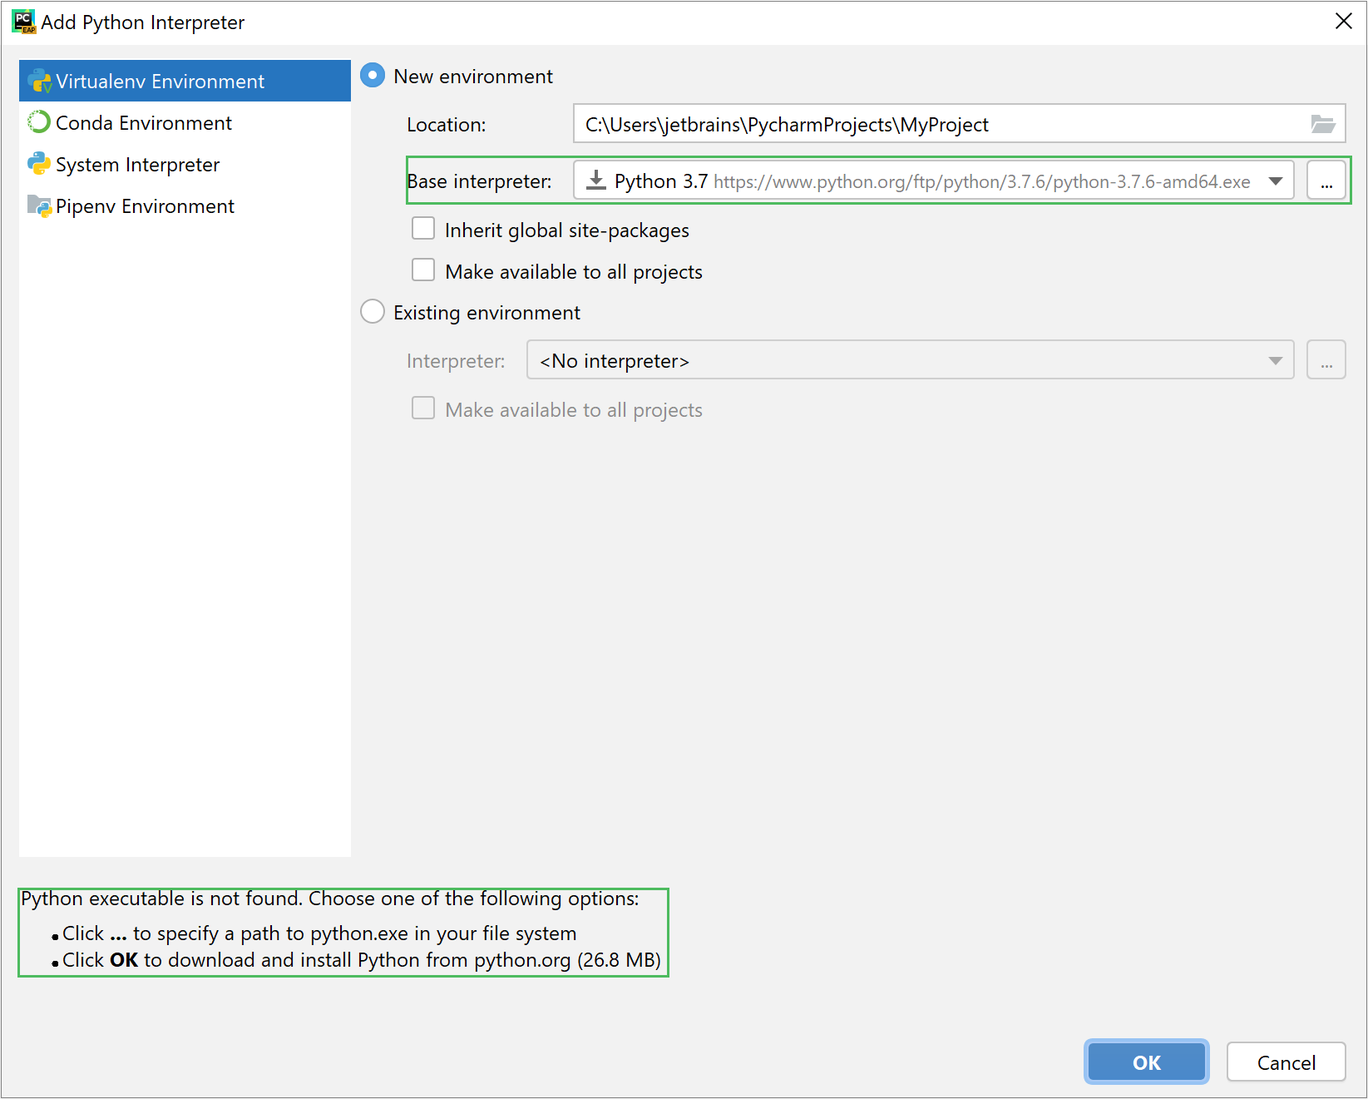 PC
EAP
Add Python Interpreter
Virtualenv Environment
Conda Environment
System Interpreter
Pipenv Environment
New environment
Location: C:\Users\jetbrains\PycharmProjects\MyProject
Base interpreter: Python 3.7 https://www.python.org/ftp/python/3.7.6/python-3.7.6-amd64.exe ...
Inherit global site-packages
Make available to all projects
Existing environment
Interpreter: <No interpreter> ...
Make available to all projects
Python executable is not found. Choose one of the following options:
• Click ... to specify a path to python.exe in your file system
• Click OK to download and install Python from python.org (26.8 MB)
OK Cancel